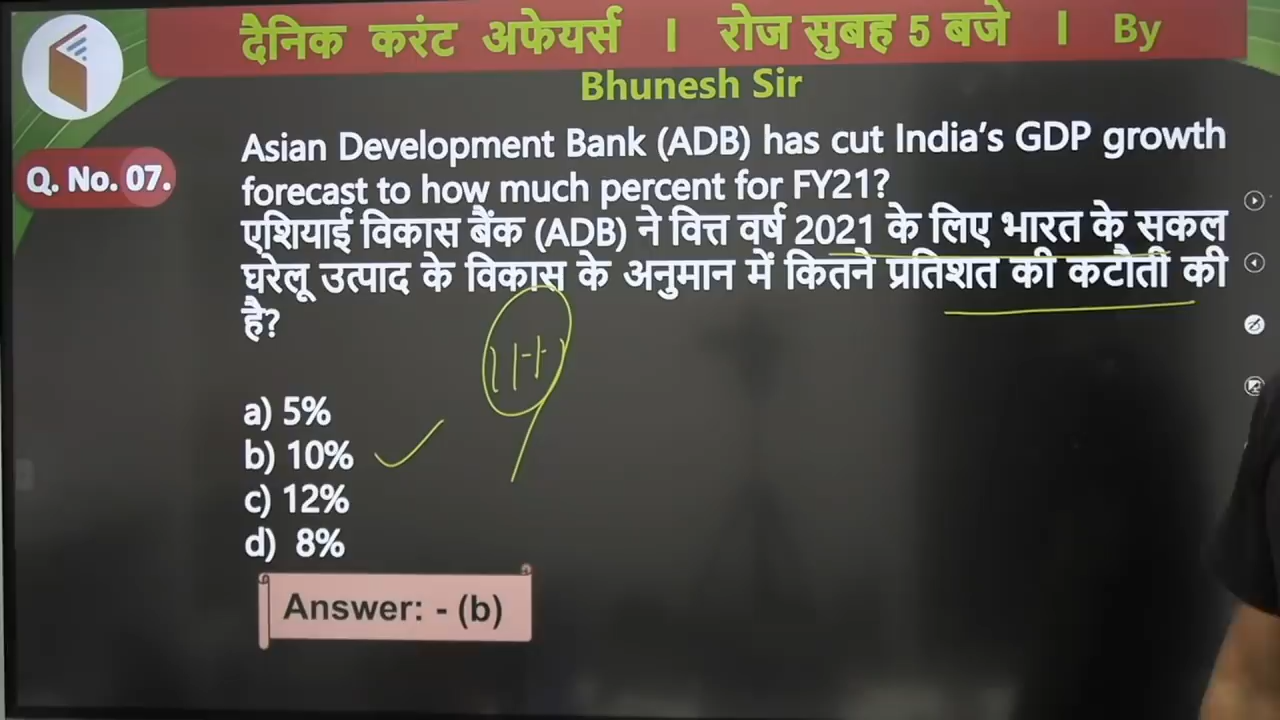 दैनिक करंट अफेयर्स । रोज सुबह 5 बजे । By
Bhunesh Sir
Q. No. 07.
Asian Development Bank (ADB) has cut India’s GDP growth
forecast to how much percent for FY21?
एशियाई विकास बैंक (ADB) ने वित्त वर्ष 2021 के लिए भारत के सकल
घरेलू उत्पाद के विकास के अनुमान में कितने प्रतिशत की कटौती की
है?
a) 5%
b) 10%
c) 12%
d) 8%
Answer: - (b)